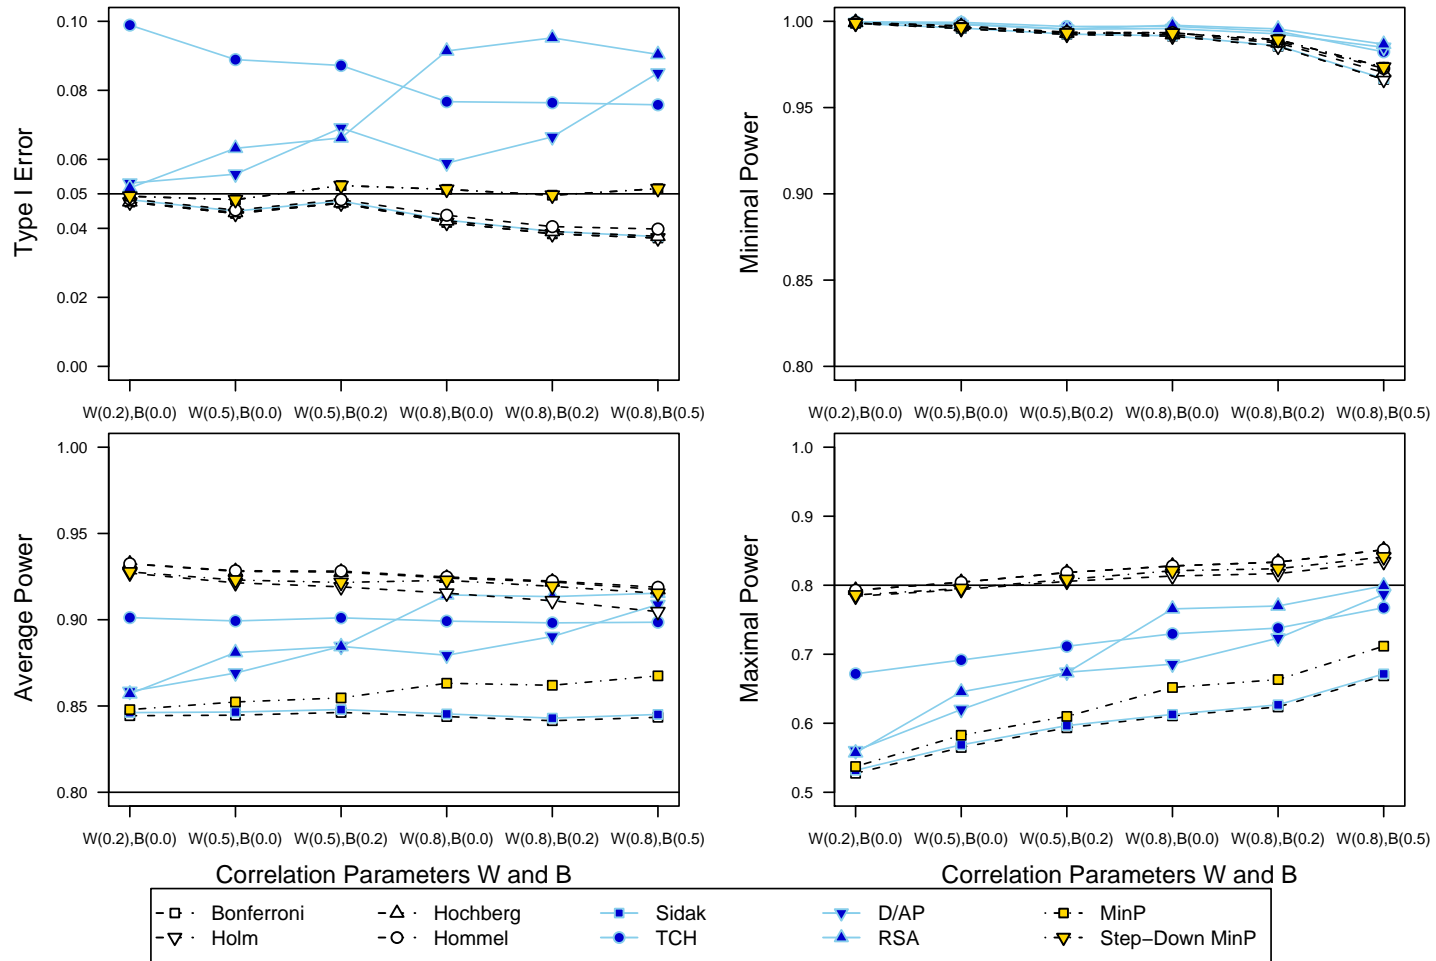 Type I Error
0.10
0.08
0.06
0.05
0.04
0.02
0.00
W(0.2),B(0.0) W(0.5),B(0.0) W(0.5),B(0.2) W(0.8),B(0.0) W(0.8),B(0.2) W(0.8),B(0.5)
Minimal Power
1.00
0.95
0.90
0.85
0.80
W(0.2),B(0.0) W(0.5),B(0.0) W(0.5),B(0.2) W(0.8),B(0.0) W(0.8),B(0.2) W(0.8),B(0.5)
Average Power
1.00
0.95
0.90
0.85
0.80
W(0.2),B(0.0) W(0.5),B(0.0) W(0.5),B(0.2) W(0.8),B(0.0) W(0.8),B(0.2) W(0.8),B(0.5)
Correlation Parameters W and B
Maximal Power
1.0
0.9
0.8
0.7
0.6
0.5
W(0.2),B(0.0) W(0.5),B(0.0) W(0.5),B(0.2) W(0.8),B(0.0) W(0.8),B(0.2) W(0.8),B(0.5)
Correlation Parameters W and B
Bonferroni Hochberg Sidak D/AP MinP
Holm Hommel TCH RSA Step−Down MinP